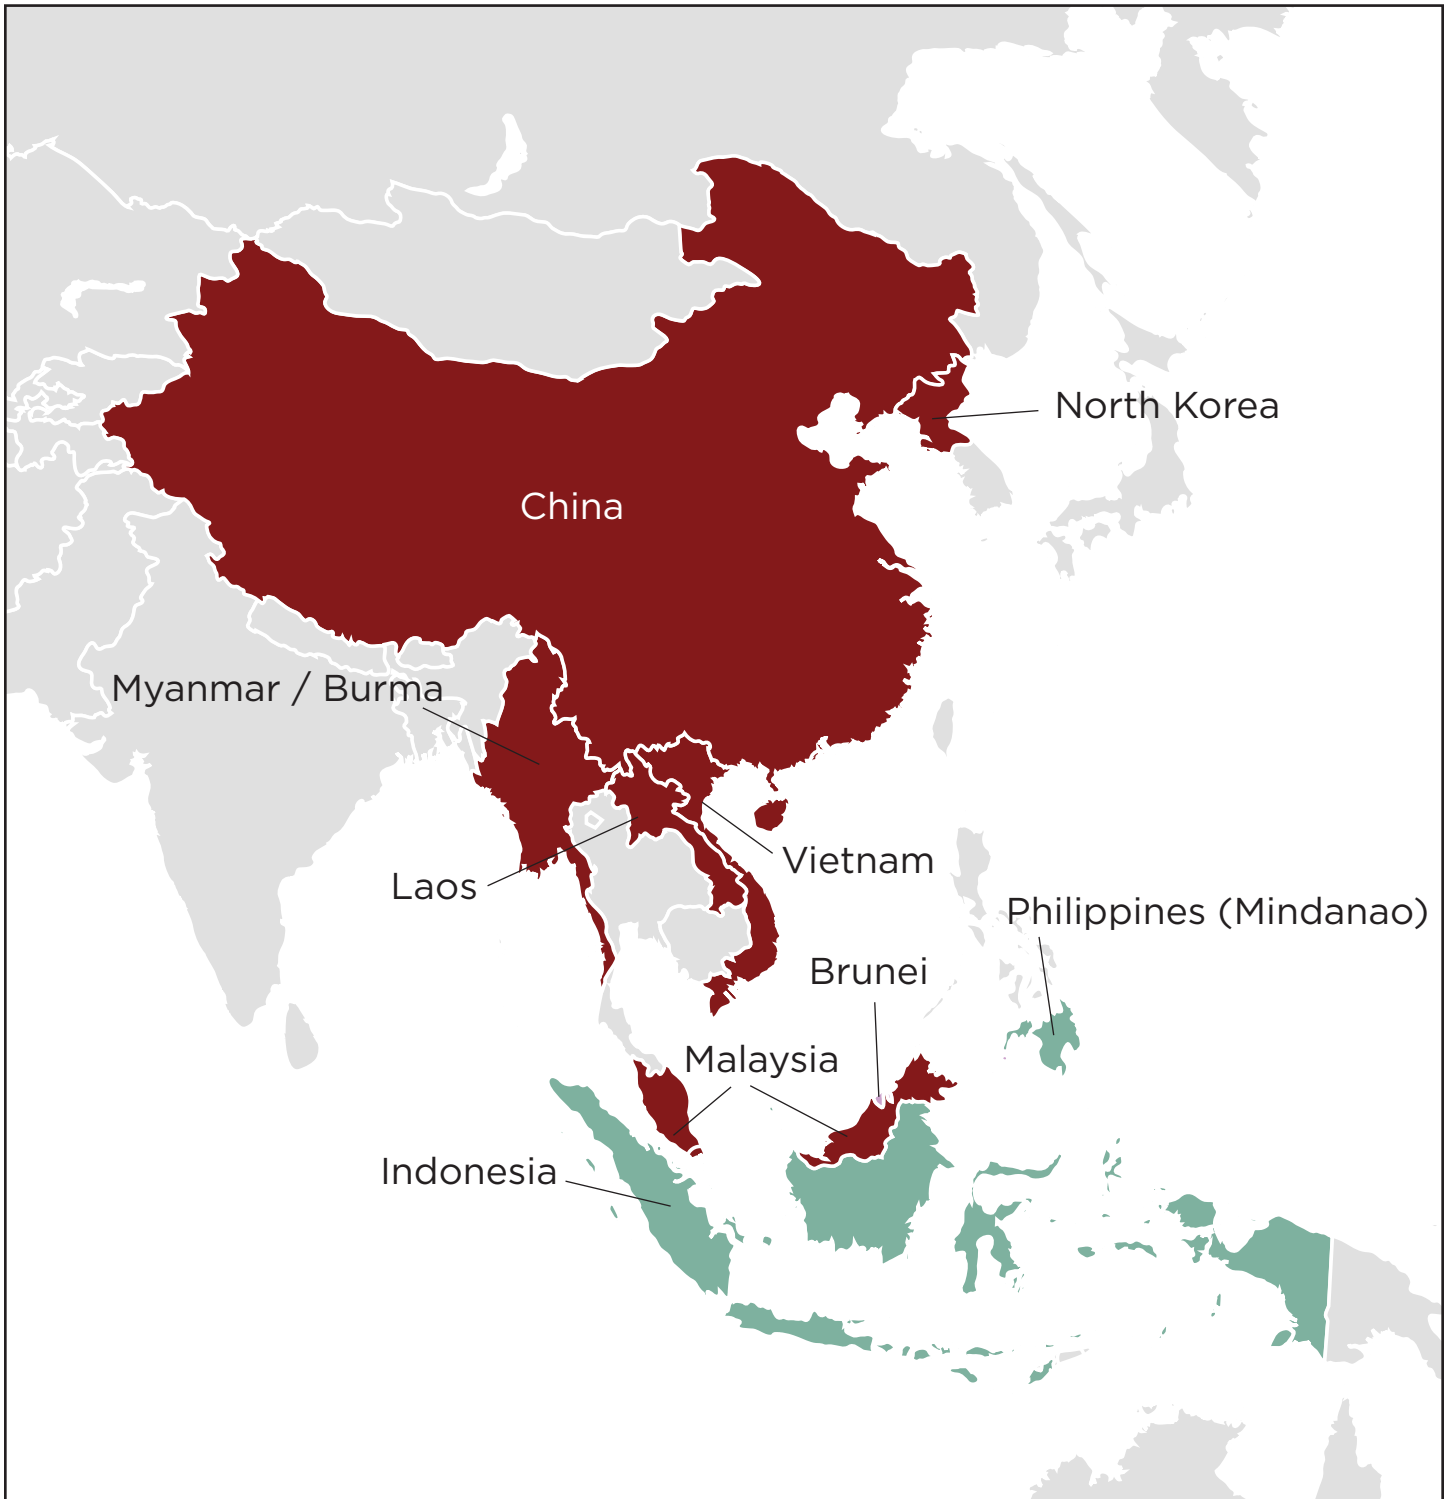 North Korea
China
Myanmar / Burma
Vietnam
Laos
Philippines (Mindanao)
Brunei
Malaysia
Indonesia